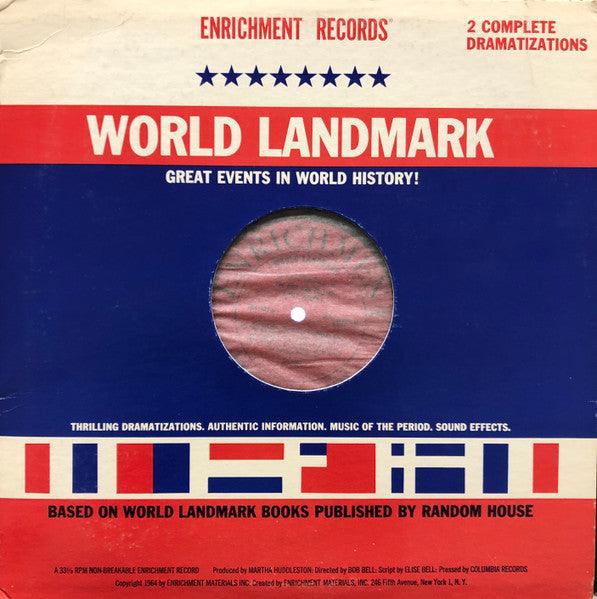 ENRICHMENT RECORDS®
2 COMPLETE
DRAMATIZATIONS
WORLD LANDMARK
GREAT EVENTS IN WORLD HISTORY!
ENRICHMENT
THRILLING DRAMATIZATIONS. AUTHENTIC INFORMATION. MUSIC OF THE PERIOD. SOUND EFFECTS.
BASED ON WORLD LANDMARK BOOKS PUBLISHED BY RANDOM HOUSE
A 33⅓ RPM NON-BREAKABLE ENRICHMENT RECORD Produced by MARTHA HUDDLESTON: Directed by BOB BELL: Script by ELISE BELL: Pressed by COLUMBIA RECORDS
Copyright 1964 by ENRICHMENT MATERIALS INC. Created by ENRICHMENT MATERIALS, INC. 246 Fifth Avenue, New York 1, N. Y.